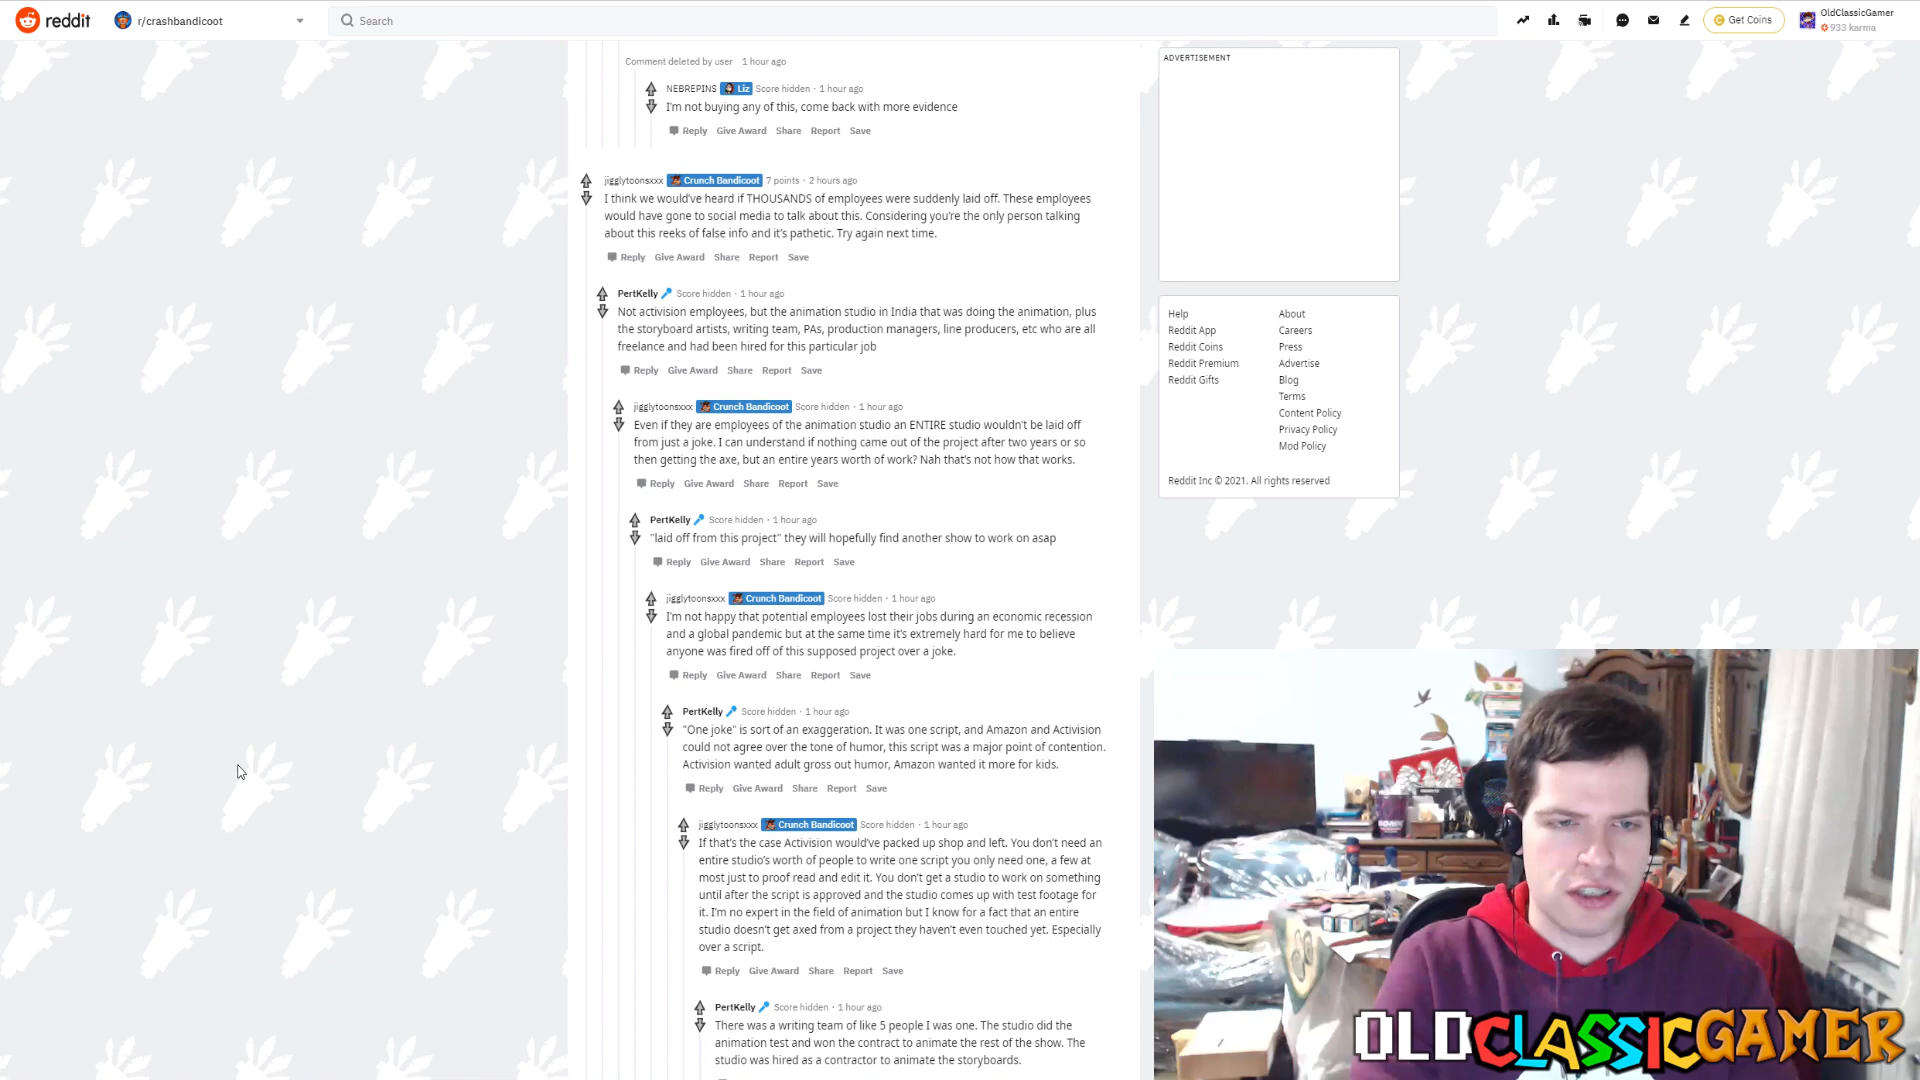 reddit
r/crashbandicoot
Search
Get Coins
OldClassicGamer
933 karma
Comment deleted by user 1 hour ago
NEBREPINS Liz Score hidden · 1 hour ago
I'm not buying any of this, come back with more evidence
Reply Give Award Share Report Save
jigglytoonsxxx Crunch Bandicoot 7 points · 2 hours ago
I think we would've heard if THOUSANDS of employees were suddenly laid off. These employees
would have gone to social media to talk about this. Considering you're the only person talking
about this reeks of false info and it's pathetic. Try again next time.
Reply Give Award Share Report Save
PertKelly Score hidden · 1 hour ago
Not activision employees, but the animation studio in India that was doing the animation, plus
the storyboard artists, writing team, PAs, production managers, line producers, etc who are all
freelance and had been hired for this particular job
Reply Give Award Share Report Save
jigglytoonsxxx Crunch Bandicoot Score hidden · 1 hour ago
Even if they are employees of the animation studio an ENTIRE studio wouldn't be laid off
from just a joke. I can understand if nothing came out of the project after two years or so
then getting the axe, but an entire years worth of work? Nah that's not how that works.
Reply Give Award Share Report Save
PertKelly Score hidden · 1 hour ago
"laid off from this project" they will hopefully find another show to work on asap
Reply Give Award Share Report Save
jigglytoonsxxx Crunch Bandicoot Score hidden · 1 hour ago
I'm not happy that potential employees lost their jobs during an economic recession
and a global pandemic but at the same time it's extremely hard for me to believe
anyone was fired off of this supposed project over a joke.
Reply Give Award Share Report Save
PertKelly Score hidden · 1 hour ago
"One joke" is sort of an exaggeration. It was one script, and Amazon and Activision
could not agree over the tone of humor, this script was a major point of contention.
Activision wanted adult gross out humor, Amazon wanted it more for kids.
Reply Give Award Share Report Save
jigglytoonsxxx Crunch Bandicoot Score hidden · 1 hour ago
If that's the case Activision would've packed up shop and left. You don't need an
entire studio's worth of people to write one script you only need one, a few at
most just to proof read and edit it. You don't get a studio to work on something
until after the script is approved and the studio comes up with test footage for
it. I'm no expert in the field of animation but I know for a fact that an entire
studio doesn't get axed from a project they haven't even touched yet. Especially
over a script.
Reply Give Award Share Report Save
PertKelly Score hidden · 1 hour ago
There was a writing team of like 5 people I was one. The studio did the
animation test and won the contract to animate the rest of the show. The
studio was hired as a contractor to animate the storyboards.
ADVERTISEMENT
Help About
Reddit App Careers
Reddit Coins Press
Reddit Premium Advertise
Reddit Gifts Blog
Terms
Content Policy
Privacy Policy
Mod Policy
Reddit Inc © 2021. All rights reserved
OLDCLASSICGAMER